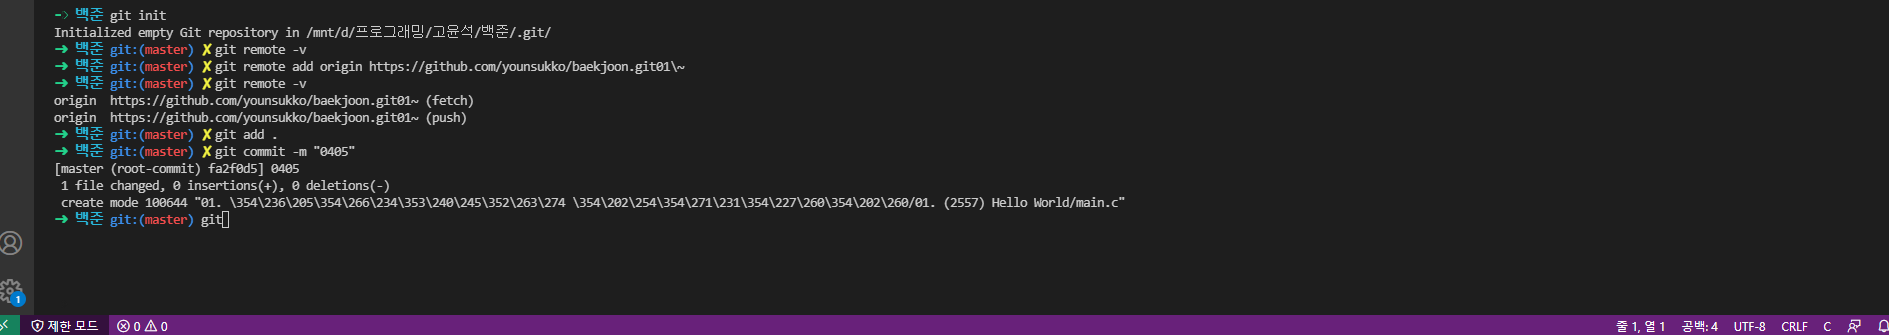 -> 백준 git init
Initialized empty Git repository in /mnt/d/프로그래밍/고윤석/백준/.git/
➜ 백준 git:(master) ✗ git remote -v
➜ 백준 git:(master) ✗ git remote add origin https://github.com/younsukko/baekjoon.git01\~
➜ 백준 git:(master) ✗ git remote -v
origin  https://github.com/younsukko/baekjoon.git01~ (fetch)
origin  https://github.com/younsukko/baekjoon.git01~ (push)
➜ 백준 git:(master) ✗ git add .
➜ 백준 git:(master) ✗ git commit -m "0405"
[master (root-commit) fa2f0d5] 0405
 1 file changed, 0 insertions(+), 0 deletions(-)
 create mode 100644 "01. \354\236\205\354\266\234\353\240\245\352\263\274 \354\202\254\354\271\231\354\227\260\354\202\260/01. (2557) Hello World/main.c"
➜ 백준 git:(master) git
1
제한 모드 0 0 줄 1, 열 1 공백: 4 UTF-8 CRLF C